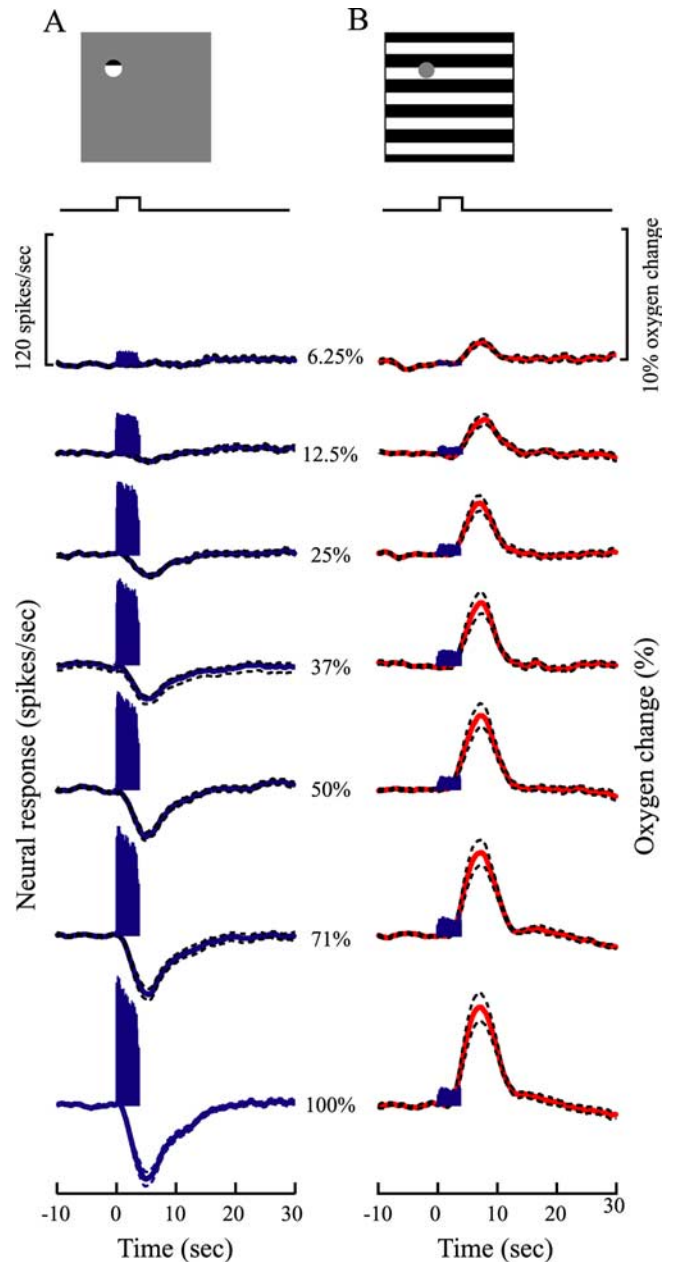 A
B
120 spikes/sec
10% oxygen change
6.25%
12.5%
25%
37%
50%
71%
100%
Neural response (spikes/sec)
Oxygen change (%)
-10 0 10 20 30
-10 0 10 20 30
Time (sec)
Time (sec)